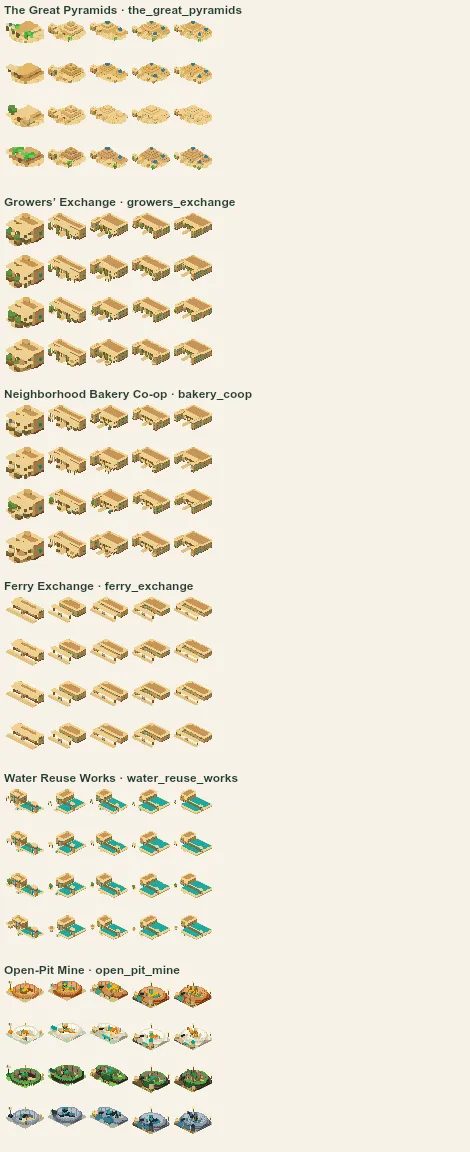 The Great Pyramids · the_great_pyramids
Growers’ Exchange · growers_exchange
Neighborhood Bakery Co-op · bakery_coop
Ferry Exchange · ferry_exchange
Water Reuse Works · water_reuse_works
Open-Pit Mine · open_pit_mine